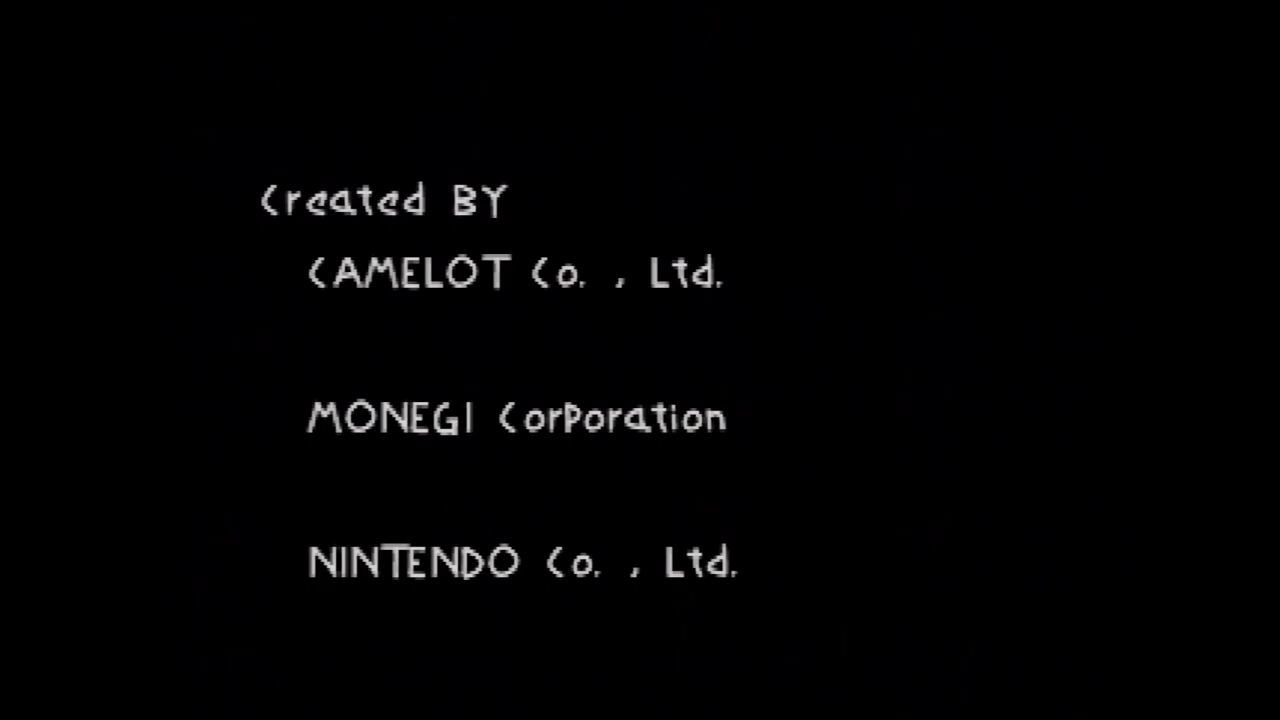 Created BY
CAMELOT Co. , Ltd.
MONEGI CorPoration
NINTENDO Co. , Ltd.